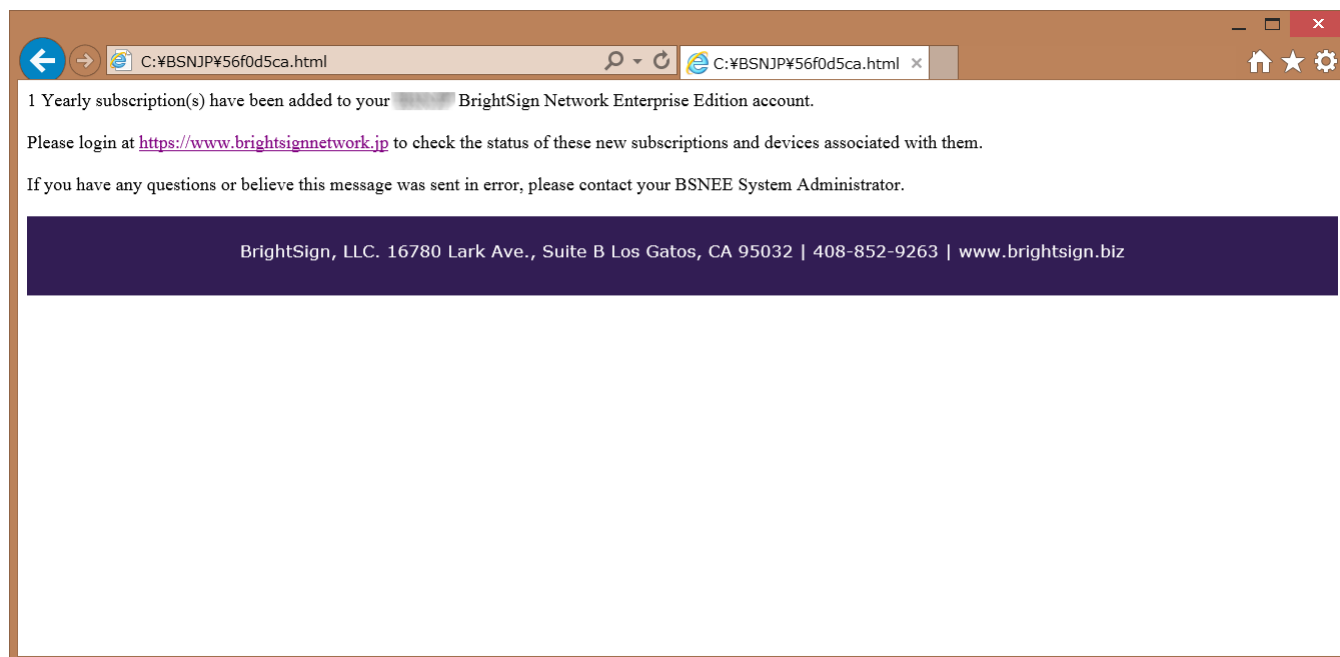 C:¥BSNJP¥56f0d5ca.html
C:¥BSNJP¥56f0d5ca.html
1 Yearly subscription(s) have been added to your BrightSign Network Enterprise Edition account.
Please login at https://www.brightsignnetwork.jp to check the status of these new subscriptions and devices associated with them.
If you have any questions or believe this message was sent in error, please contact your BSNEE System Administrator.
BrightSign, LLC. 16780 Lark Ave., Suite B Los Gatos, CA 95032 | 408-852-9263 | www.brightsign.biz